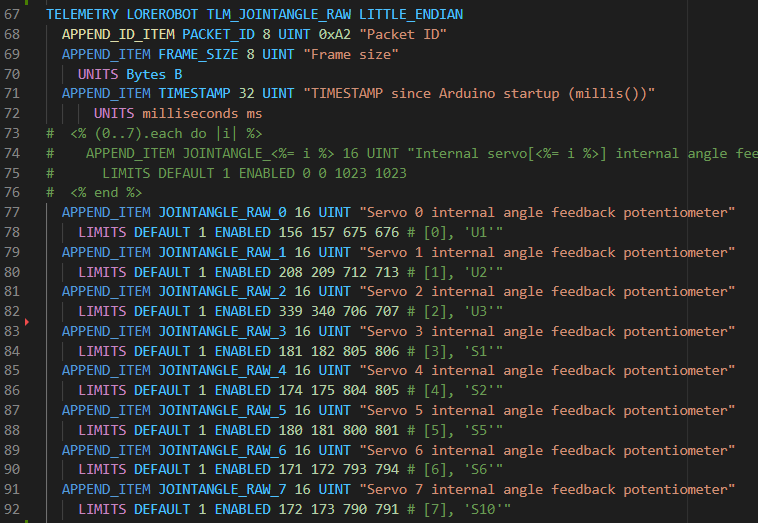 67 TELEMETRY LOREROBOT TLM_JOINTANGLE_RAW LITTLE_ENDIAN
68 APPEND_ID_ITEM PACKET_ID 8 UINT 0xA2 "Packet ID"
69 APPEND_ITEM FRAME_SIZE 8 UINT "Frame size"
70 UNITS Bytes B
71 APPEND_ITEM TIMESTAMP 32 UINT "TIMESTAMP since Arduino startup (millis())"
72 UNITS milliseconds ms
73 # <% (0..7).each do |i| %>
74 # APPEND_ITEM JOINTANGLE_<%= i %> 16 UINT "Internal servo[<%= i %>] internal angle fee
75 # LIMITS DEFAULT 1 ENABLED 0 0 1023 1023
76 # <% end %>
77 APPEND_ITEM JOINTANGLE_RAW_0 16 UINT "Servo 0 internal angle feedback potentiometer"
78 LIMITS DEFAULT 1 ENABLED 156 157 675 676 # [0], 'U1'"
79 APPEND_ITEM JOINTANGLE_RAW_1 16 UINT "Servo 1 internal angle feedback potentiometer"
80 LIMITS DEFAULT 1 ENABLED 208 209 712 713 # [1], 'U2'"
81 APPEND_ITEM JOINTANGLE_RAW_2 16 UINT "Servo 2 internal angle feedback potentiometer"
82 LIMITS DEFAULT 1 ENABLED 339 340 706 707 # [2], 'U3'"
83 APPEND_ITEM JOINTANGLE_RAW_3 16 UINT "Servo 3 internal angle feedback potentiometer"
84 LIMITS DEFAULT 1 ENABLED 181 182 805 806 # [3], 'S1'"
85 APPEND_ITEM JOINTANGLE_RAW_4 16 UINT "Servo 4 internal angle feedback potentiometer"
86 LIMITS DEFAULT 1 ENABLED 174 175 804 805 # [4], 'S2'"
87 APPEND_ITEM JOINTANGLE_RAW_5 16 UINT "Servo 5 internal angle feedback potentiometer"
88 LIMITS DEFAULT 1 ENABLED 180 181 800 801 # [5], 'S5'"
89 APPEND_ITEM JOINTANGLE_RAW_6 16 UINT "Servo 6 internal angle feedback potentiometer"
90 LIMITS DEFAULT 1 ENABLED 171 172 793 794 # [6], 'S6'"
91 APPEND_ITEM JOINTANGLE_RAW_7 16 UINT "Servo 7 internal angle feedback potentiometer"
92 LIMITS DEFAULT 1 ENABLED 172 173 790 791 # [7], 'S10'"